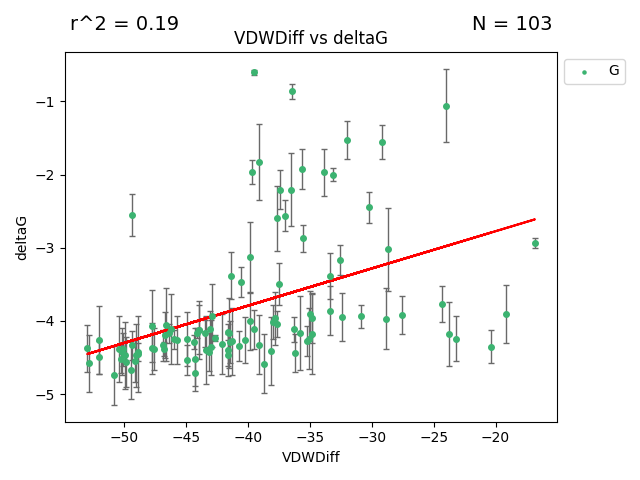 r^2 = 0.19
N = 103
VDWDiff vs deltaG
G
−1
−2
−3
−4
−5
deltaG
−50
−45
−40
−35
−30
−25
−20
VDWDiff